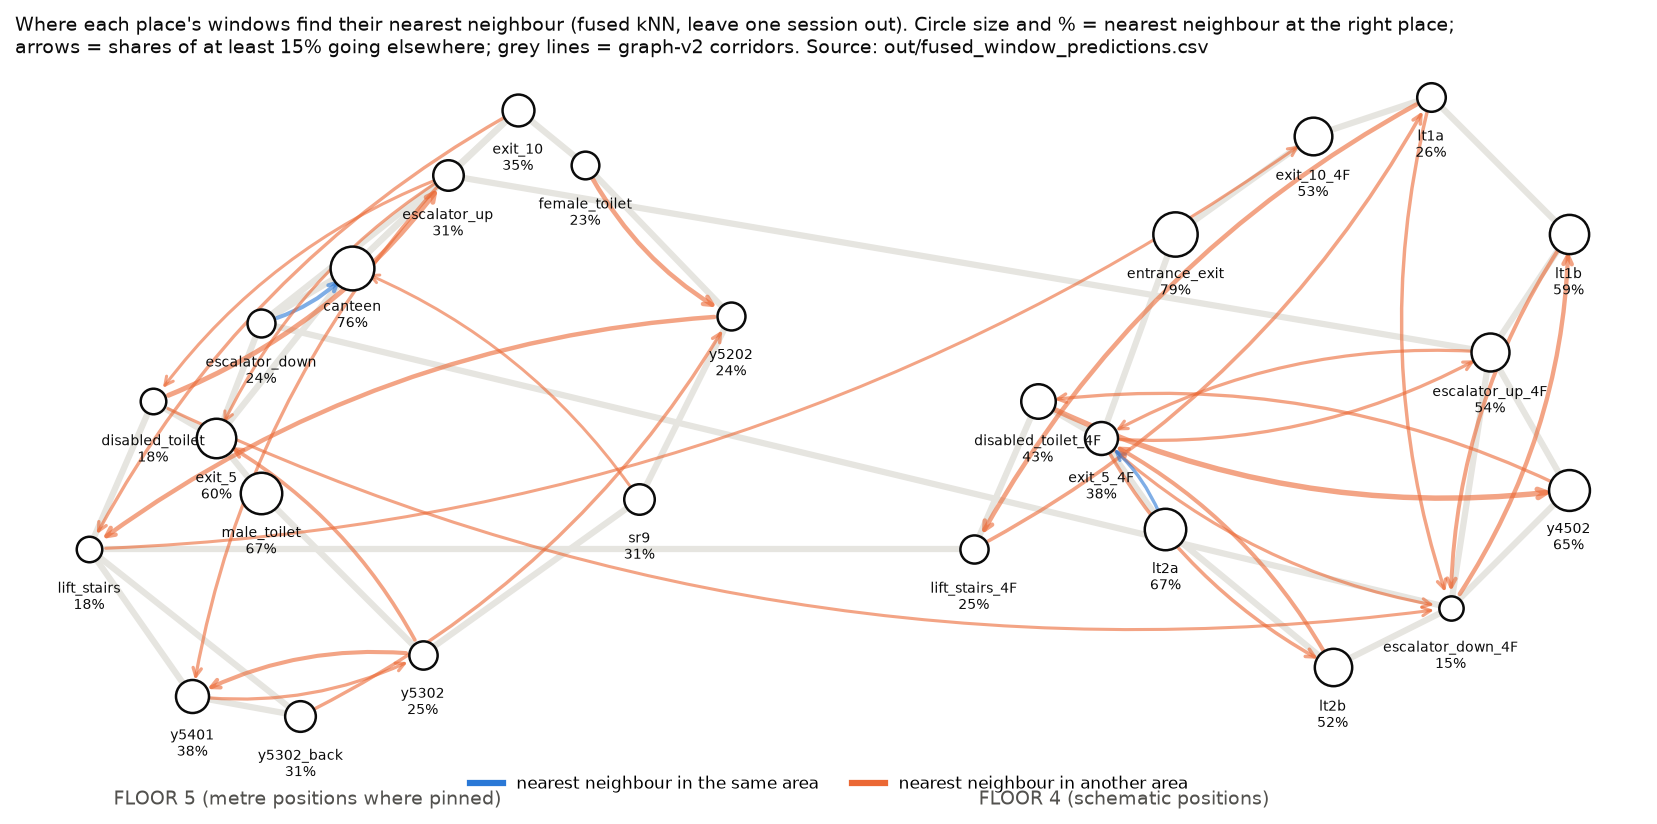 Where each place's windows find their nearest neighbour (fused kNN, leave one session out). Circle size and % = nearest neighbour at the right place;
arrows = shares of at least 15% going elsewhere; grey lines = graph-v2 corridors. Source: out/fused_window_predictions.csv
exit_10
35%
escalator_up
31%
female_toilet
23%
canteen
76%
escalator_down
24%
y5202
24%
disabled_toilet
18%
exit_5
60%
male_toilet
67%
sr9
31%
lift_stairs
18%
y5302
25%
y5401
38%
y5302_back
31%
lt1a
26%
exit_10_4F
53%
entrance_exit
79%
lt1b
59%
escalator_up_4F
54%
disabled_toilet_4F
43%
exit_5_4F
38%
y4502
65%
lt2a
67%
lift_stairs_4F
25%
escalator_down_4F
15%
lt2b
52%
nearest neighbour in the same area
nearest neighbour in another area
FLOOR 5 (metre positions where pinned)
FLOOR 4 (schematic positions)